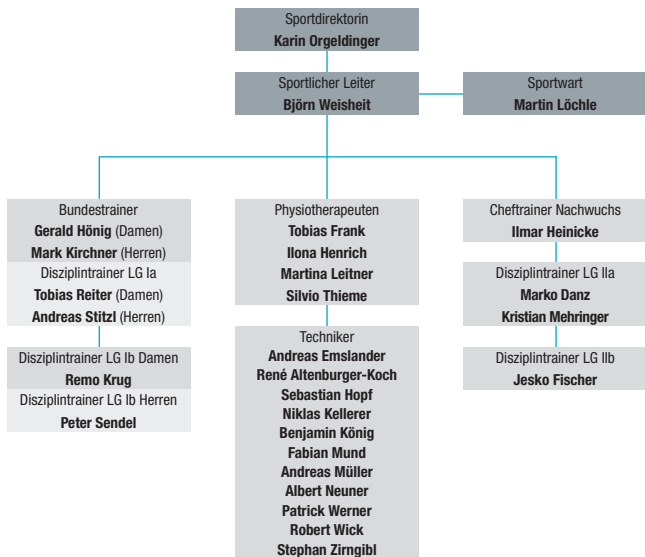 Sportdirektorin
Karin Orgeldinger
Sportlicher Leiter
Björn Weisheit
Sportwart
Martin Löchle
Bundestrainer
Gerald Hönig (Damen)
Mark Kirchner (Herren)
Disziplintrainer LG Ia
Tobias Reiter (Damen)
Andreas Stitzl (Herren)
Disziplintrainer LG Ib Damen
Remo Krug
Disziplintrainer LG Ib Herren
Peter Sendel
Physiotherapeuten
Tobias Frank
Ilona Henrich
Martina Leitner
Silvio Thieme
Techniker
Andreas Emslander
René Altenburger-Koch
Sebastian Hopf
Niklas Kellerer
Benjamin König
Fabian Mund
Andreas Müller
Albert Neuner
Patrick Werner
Robert Wick
Stephan Zirngibl
Cheftrainer Nachwuchs
Ilmar Heinicke
Disziplintrainer LG IIa
Marko Danz
Kristian Mehringer
Disziplintrainer LG IIb
Jesko Fischer